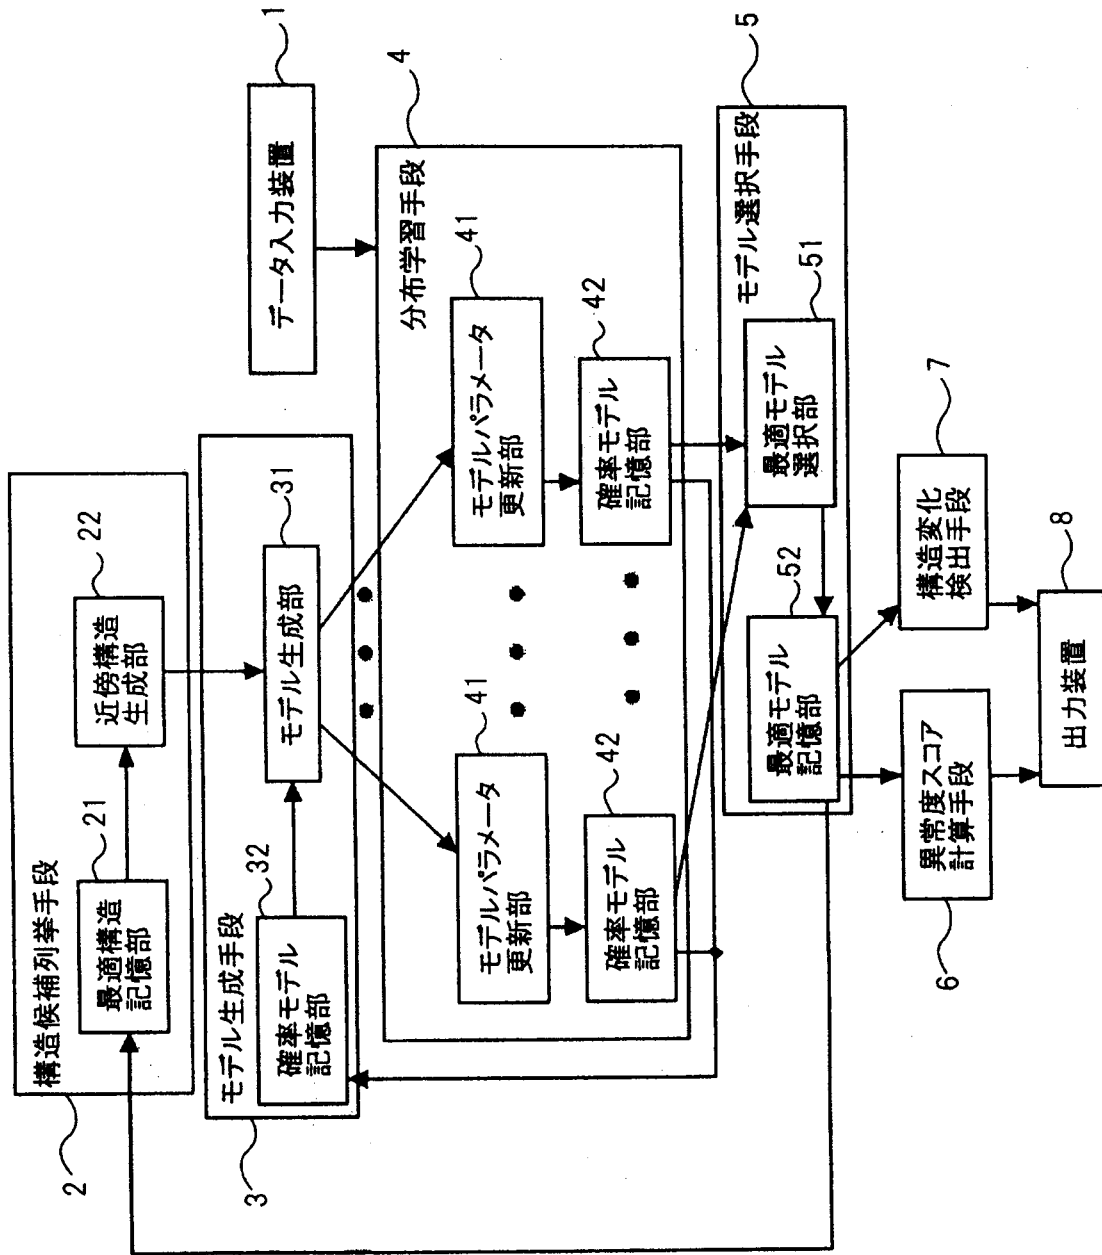 1
データ入力装置
2
構造候補列挙手段
21
最適構造
記憶部
22
近傍構造
生成部
3
モデル生成手段
32
確率モデル
記憶部
31
モデル生成部
4
分布学習手段
41
モデルパラメータ
更新部
41
モデルパラメータ
更新部
42
確率モデル
記憶部
42
確率モデル
記憶部
5
モデル選択手段
52
最適モデル
記憶部
51
最適モデル
選択部
6
異常度スコア
計算手段
7
構造変化
検出手段
8
出力装置